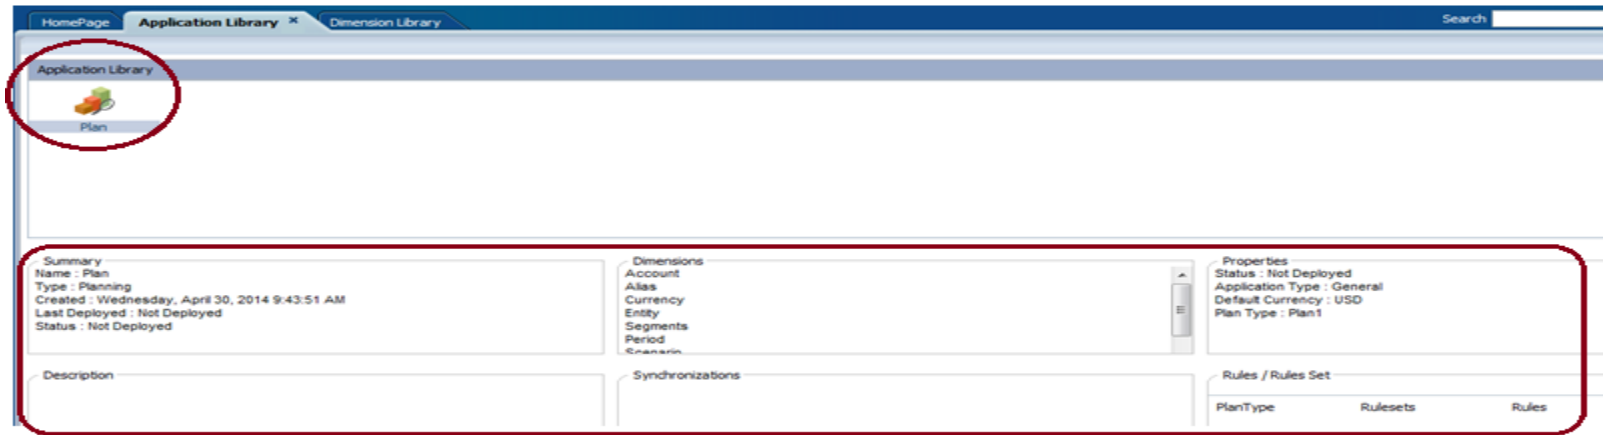 HomePage Application Library × Dimension Library Search
Application Library
Plan
Summary
Name : Plan
Type : Planning
Created : Wednesday, April 30, 2014 9:43:51 AM
Last Deployed : Not Deployed
Status : Not Deployed
Dimensions
Account
Alias
Currency
Entity
Segments
Period
Scenario
Properties
Status : Not Deployed
Application Type : General
Default Currency : USD
Plan Type : Plan1
Description
Synchronizations
Rules / Rules Set
PlanType Rulesets Rules